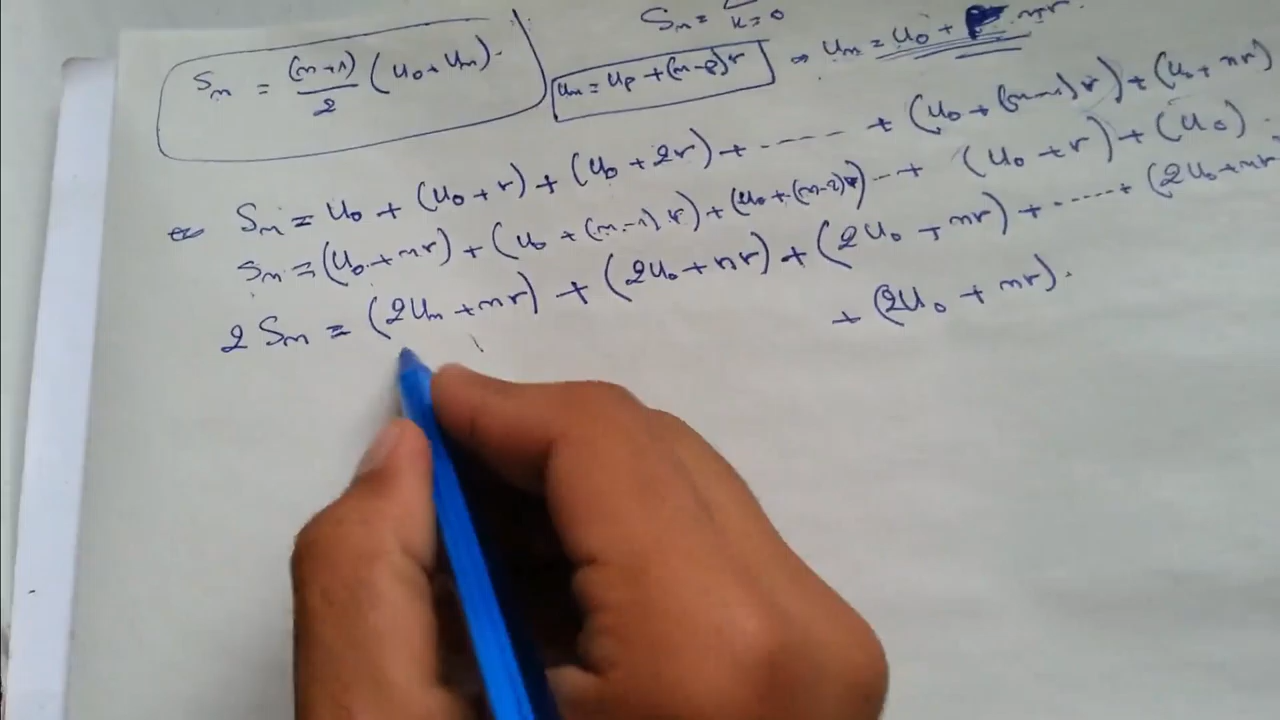 Sn = Σ k=0
Sn = (n+1)/2 (u0 + un).
un = up + (n-p)r ⇒ un = u0 + nr.
⇔ Sn = u0 + (u0 + r) + (u0 + 2r) + ------ + (u0 + (n-1)r) + (u0 + nr)
Sn = (u0 + nr) + (u0 + (n-1)r) + (u0 + (n-2)r) --- + (u0 + r) + (u0).
2Sn = (2un + nr) + (2u0 + nr) + (2u0 + nr) + ------ + (2u0 + nr
+ (2u0 + nr).